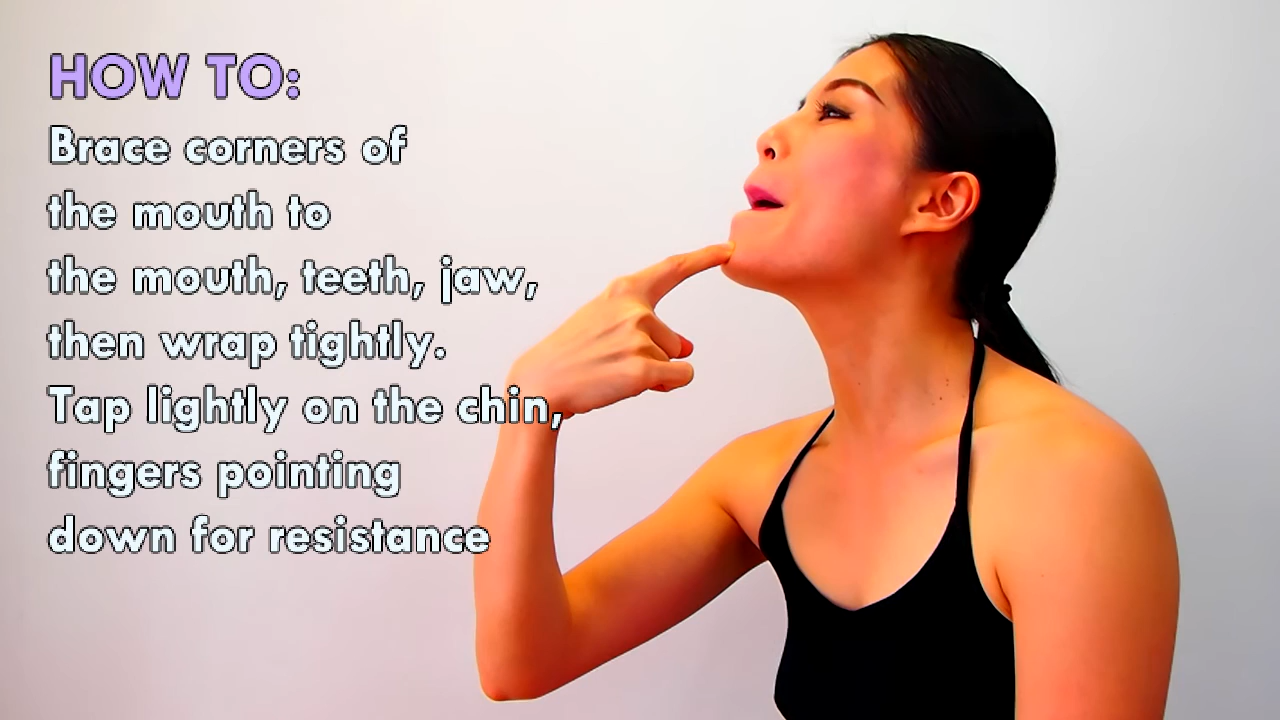 HOW TO:
Brace corners of
the mouth to
the mouth, teeth, jaw,
then wrap tightly.
Tap lightly on the chin,
fingers pointing
down for resistance